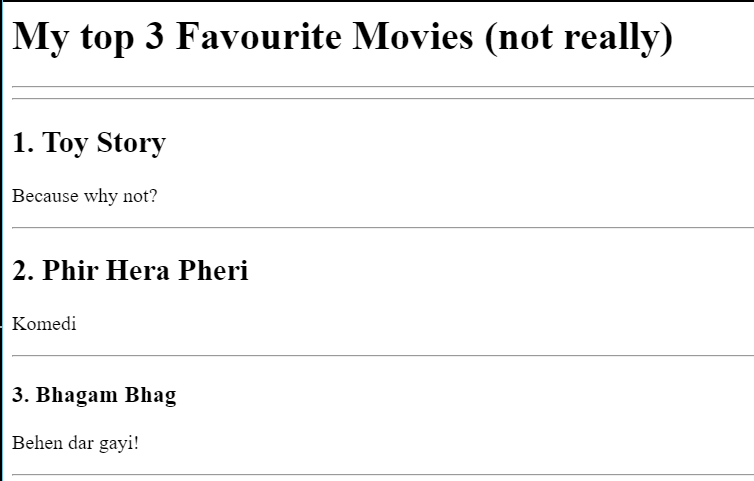 My top 3 Favourite Movies (not really)
1. Toy Story
Because why not?
2. Phir Hera Pheri
Komedi
3. Bhagam Bhag
Behen dar gayi!